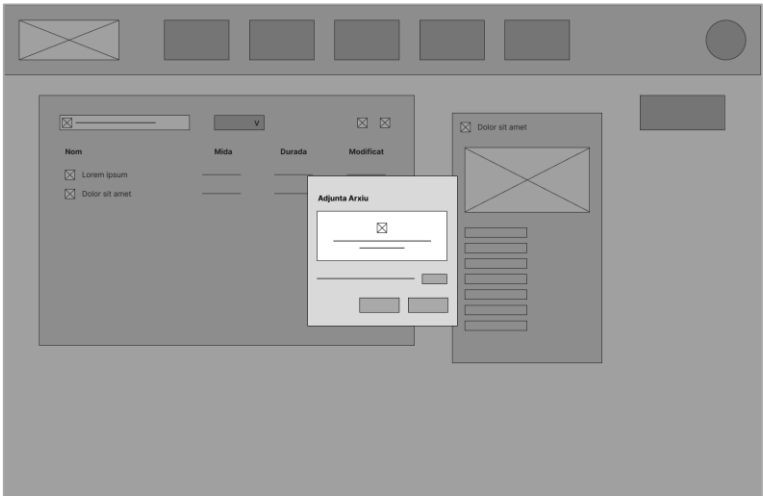 V
Nom Mida Durada Modificat
Lorem ipsum
Dolor sit amet
Dolor sit amet
Adjunta Arxiu